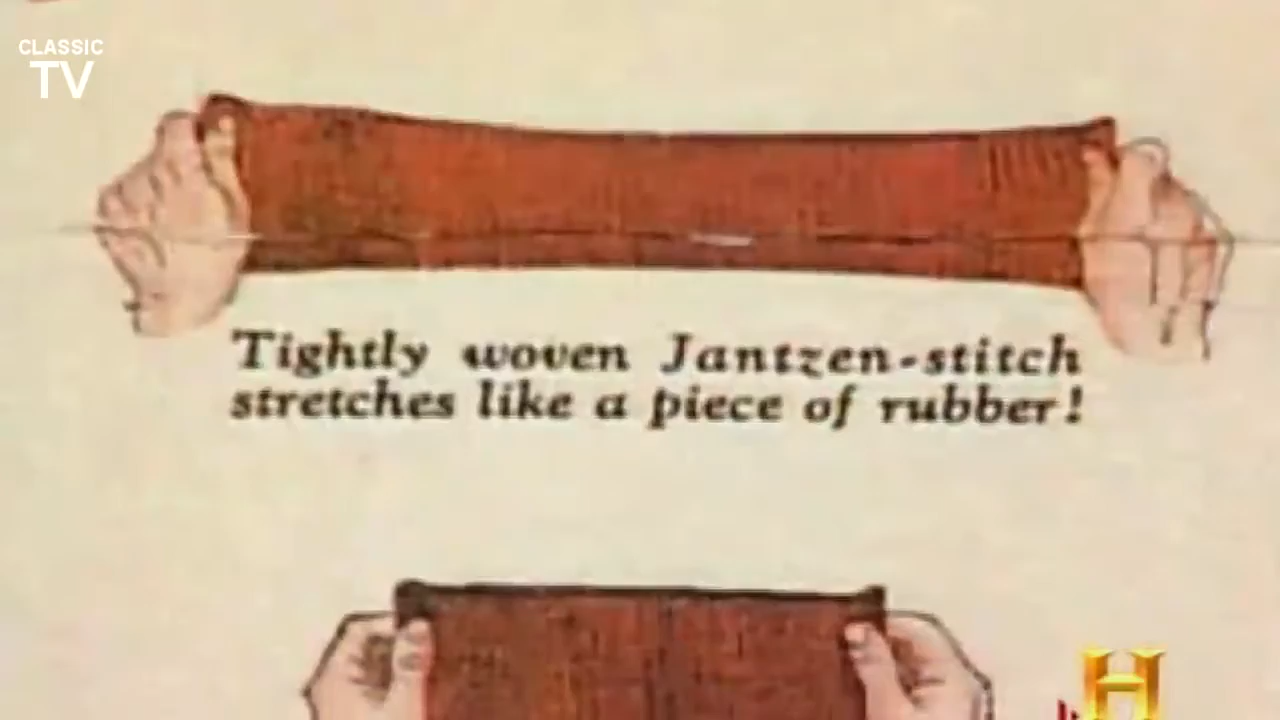 CLASSIC
TV
Tightly woven Jantzen-stitch
stretches like a piece of rubber!
H